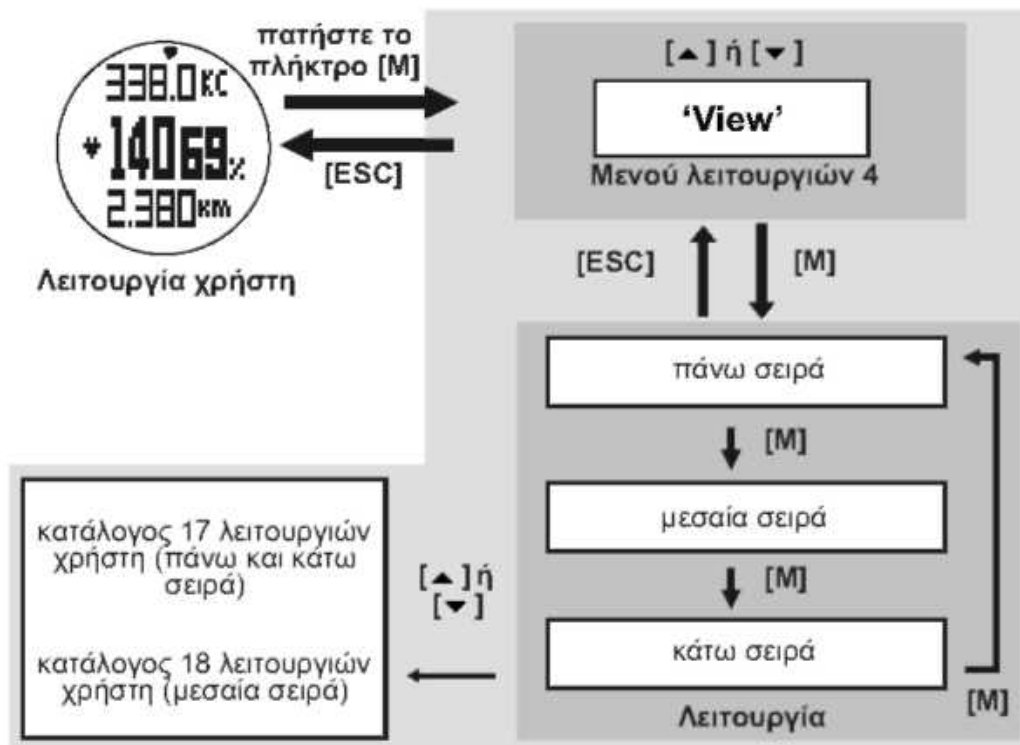 338.0KC
14069%
2.380KM
Λειτουργία χρήστη
πατήστε το
πλήκτρο [M]
[ESC]
[▲] ή [▼]
‘View’
Μενού λειτουργιών 4
[ESC]
[M]
πάνω σειρά
[M]
μεσαία σειρά
[M]
κάτω σειρά
[M]
Λειτουργία
[▲] ή
[▼]
κατάλογος 17 λειτουργιών
χρήστη (πάνω και κάτω
σειρά)
κατάλογος 18 λειτουργιών
χρήστη (μεσαία σειρά)